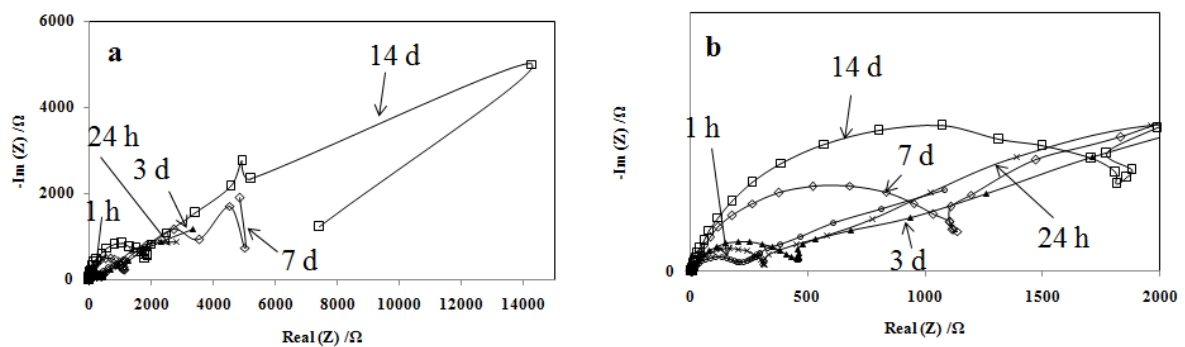 6000
4000
2000
0
-Im (Z) /Ω
a
14 d
24 h
3 d
1 h
7 d
0 2000 4000 6000 8000 10000 12000 14000
Real (Z) /Ω
0
-Im (Z) /Ω
b
14 d
1 h
7 d
24 h
3 d
0 500 1000 1500 2000
Real (Z) /Ω